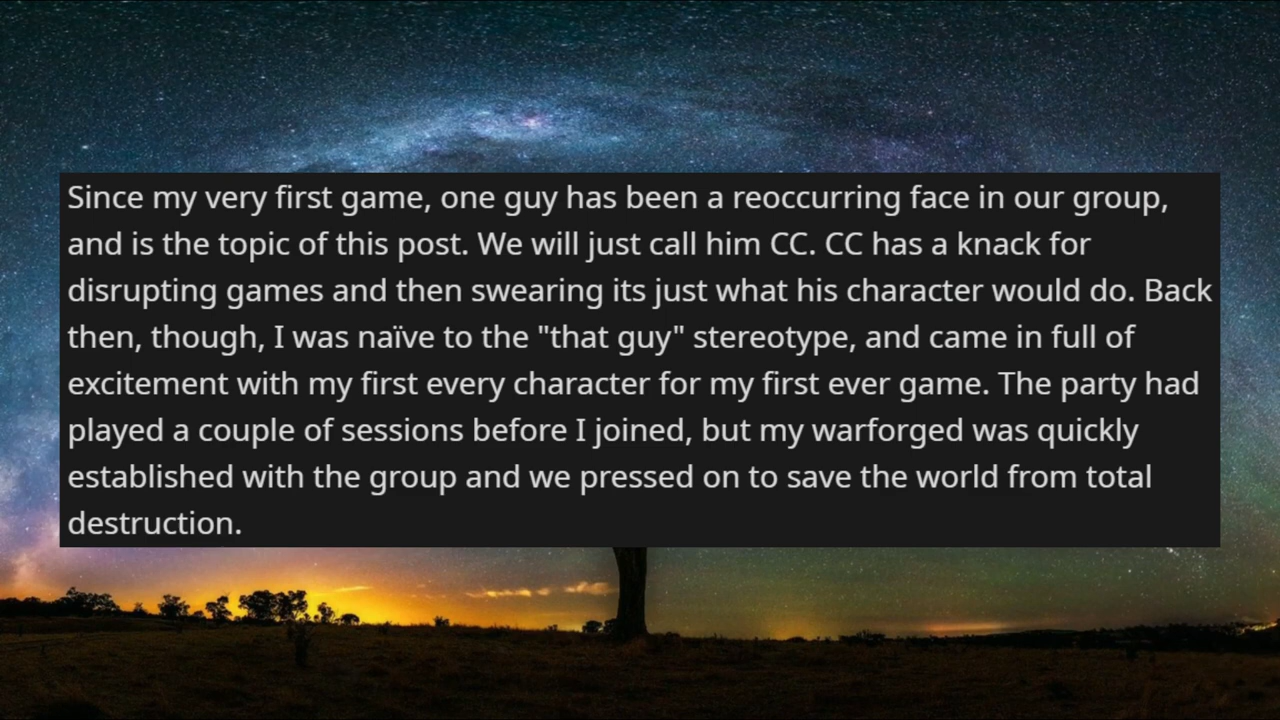 Since my very first game, one guy has been a reoccurring face in our group,
and is the topic of this post. We will just call him CC. CC has a knack for
disrupting games and then swearing its just what his character would do. Back
then, though, I was naïve to the "that guy" stereotype, and came in full of
excitement with my first every character for my first ever game. The party had
played a couple of sessions before I joined, but my warforged was quickly
established with the group and we pressed on to save the world from total
destruction.